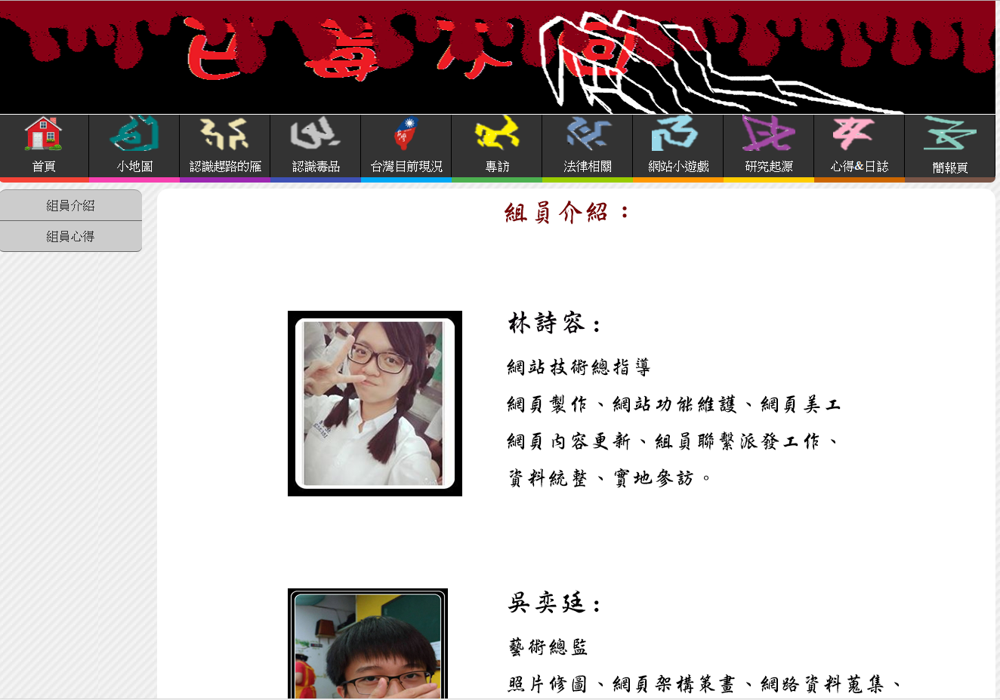 首頁
小地圖
認識趕路的雁
認識毒品
台灣目前現況
專訪
法律相關
網站小遊戲
研究起源
心得&日誌
簡報頁
組員介紹
組員心得
組員介紹：
林詩容：
網站技術總指導
網頁製作、網站功能維護、網頁美工
網頁內容更新、組員聯繫派發工作、
資料統整、實地參訪。
吳奕廷：
藝術總監
照片修圖、網頁架構策畫、網路資料蒐集、